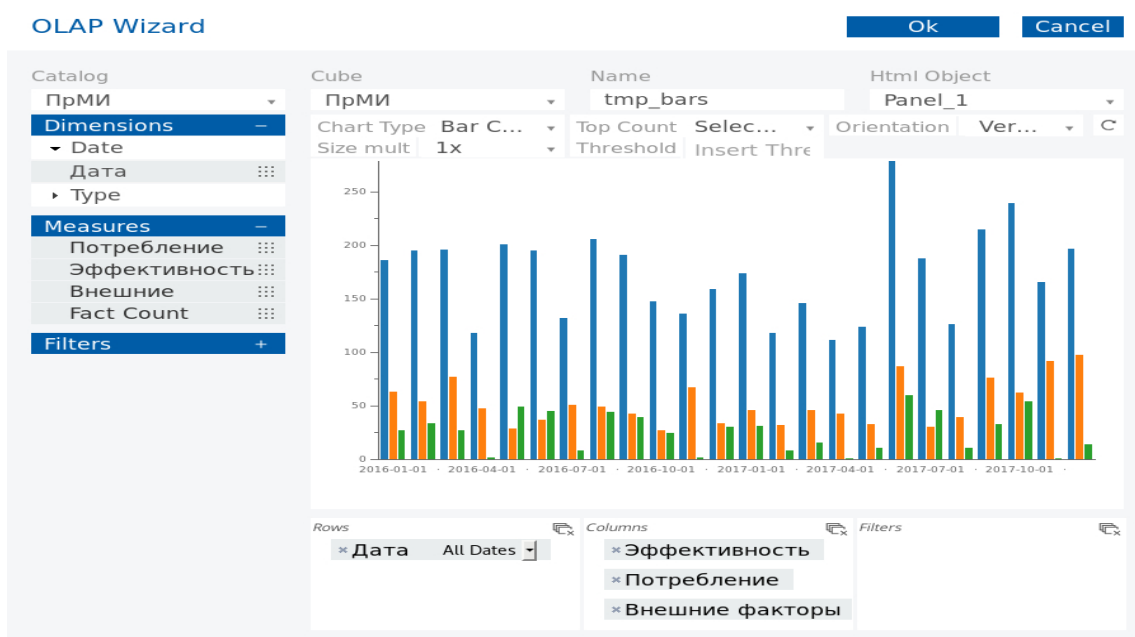 OLAP Wizard Ok Cancel
Catalog Cube Name Html Object
ПрМИ ПрМИ tmp_bars Panel_1
Dimensions –
Chart Type Bar C... Top Count Selec... Orientation Ver...
Date
Size mult 1x Threshold Insert Thre
Дата
Type
Measures –
Потребление
Эффективность
Внешние
Fact Count
Filters +
250
200
150
100
50
0
2016-01-01 · 2016-04-01 · 2016-07-01 · 2016-10-01 · 2017-01-01 · 2017-04-01 · 2017-07-01 · 2017-10-01 ·
Rows Columns Filters
× Дата All Dates × Эффективность
× Потребление
× Внешние факторы